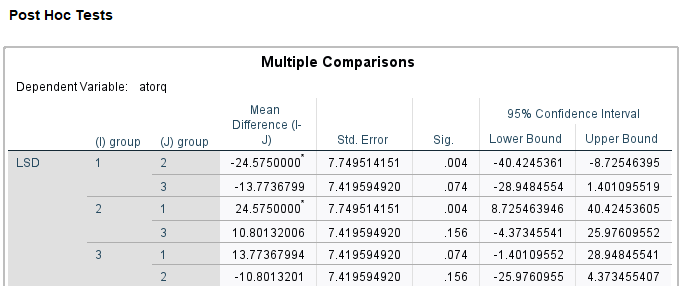 Post Hoc Tests
Multiple Comparisons
Dependent Variable: atorq
Mean
Difference (I-
95% Confidence Interval
(I) group (J) group J) Std. Error Sig. Lower Bound Upper Bound
LSD 1 2 -24.5750000* 7.749514151 .004 -40.4245361 -8.72546395
3 -13.7736799 7.419594920 .074 -28.9484554 1.401095519
2 1 24.5750000* 7.749514151 .004 8.725463946 40.42453605
3 10.80132006 7.419594920 .156 -4.37345541 25.97609552
3 1 13.77367994 7.419594920 .074 -1.40109552 28.94845541
2 -10.8013201 7.419594920 .156 -25.9760955 4.373455407